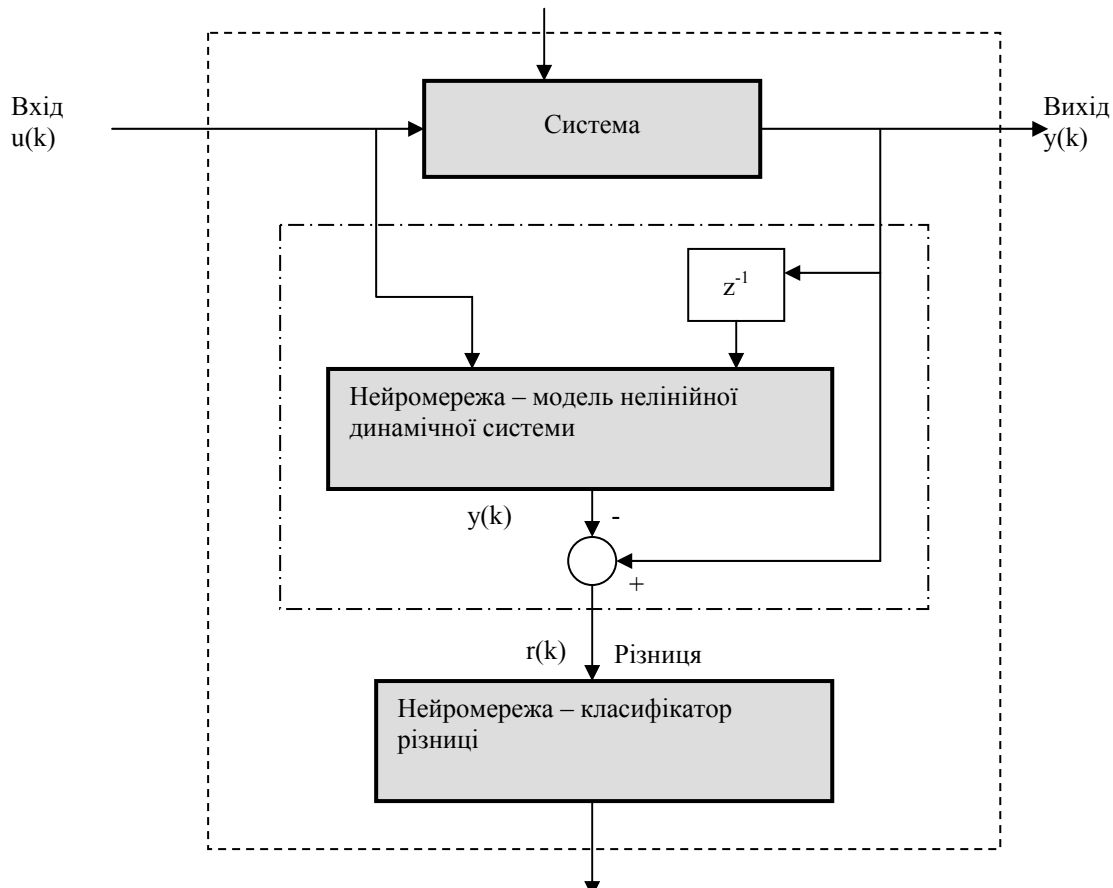 Вхід
u(k)
Система
Вихід
y(k)
z⁻¹
Нейромережа – модель нелінійної
динамічної системи
y(k)
-
+
r(k)
Різниця
Нейромережа – класифікатор
різниці